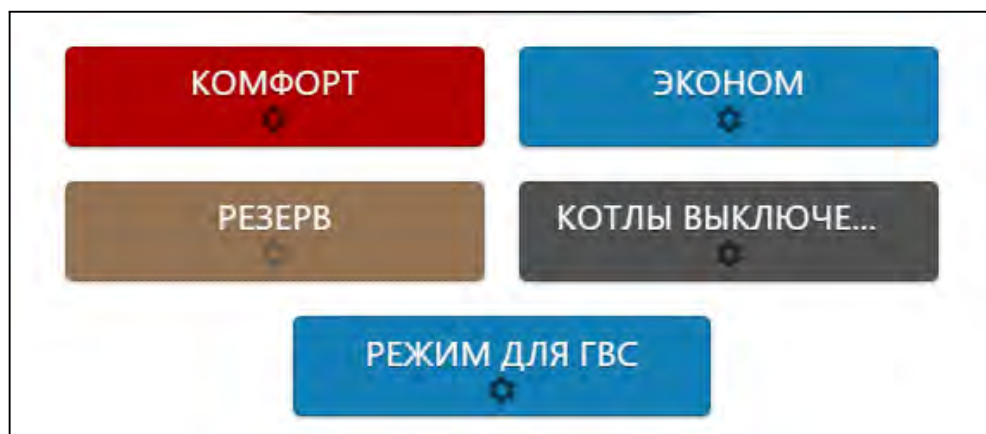 КОМФОРТ
ЭКОНОМ
РЕЗЕРВ
КОТЛЫ ВЫКЛЮЧЕ...
РЕЖИМ ДЛЯ ГВС